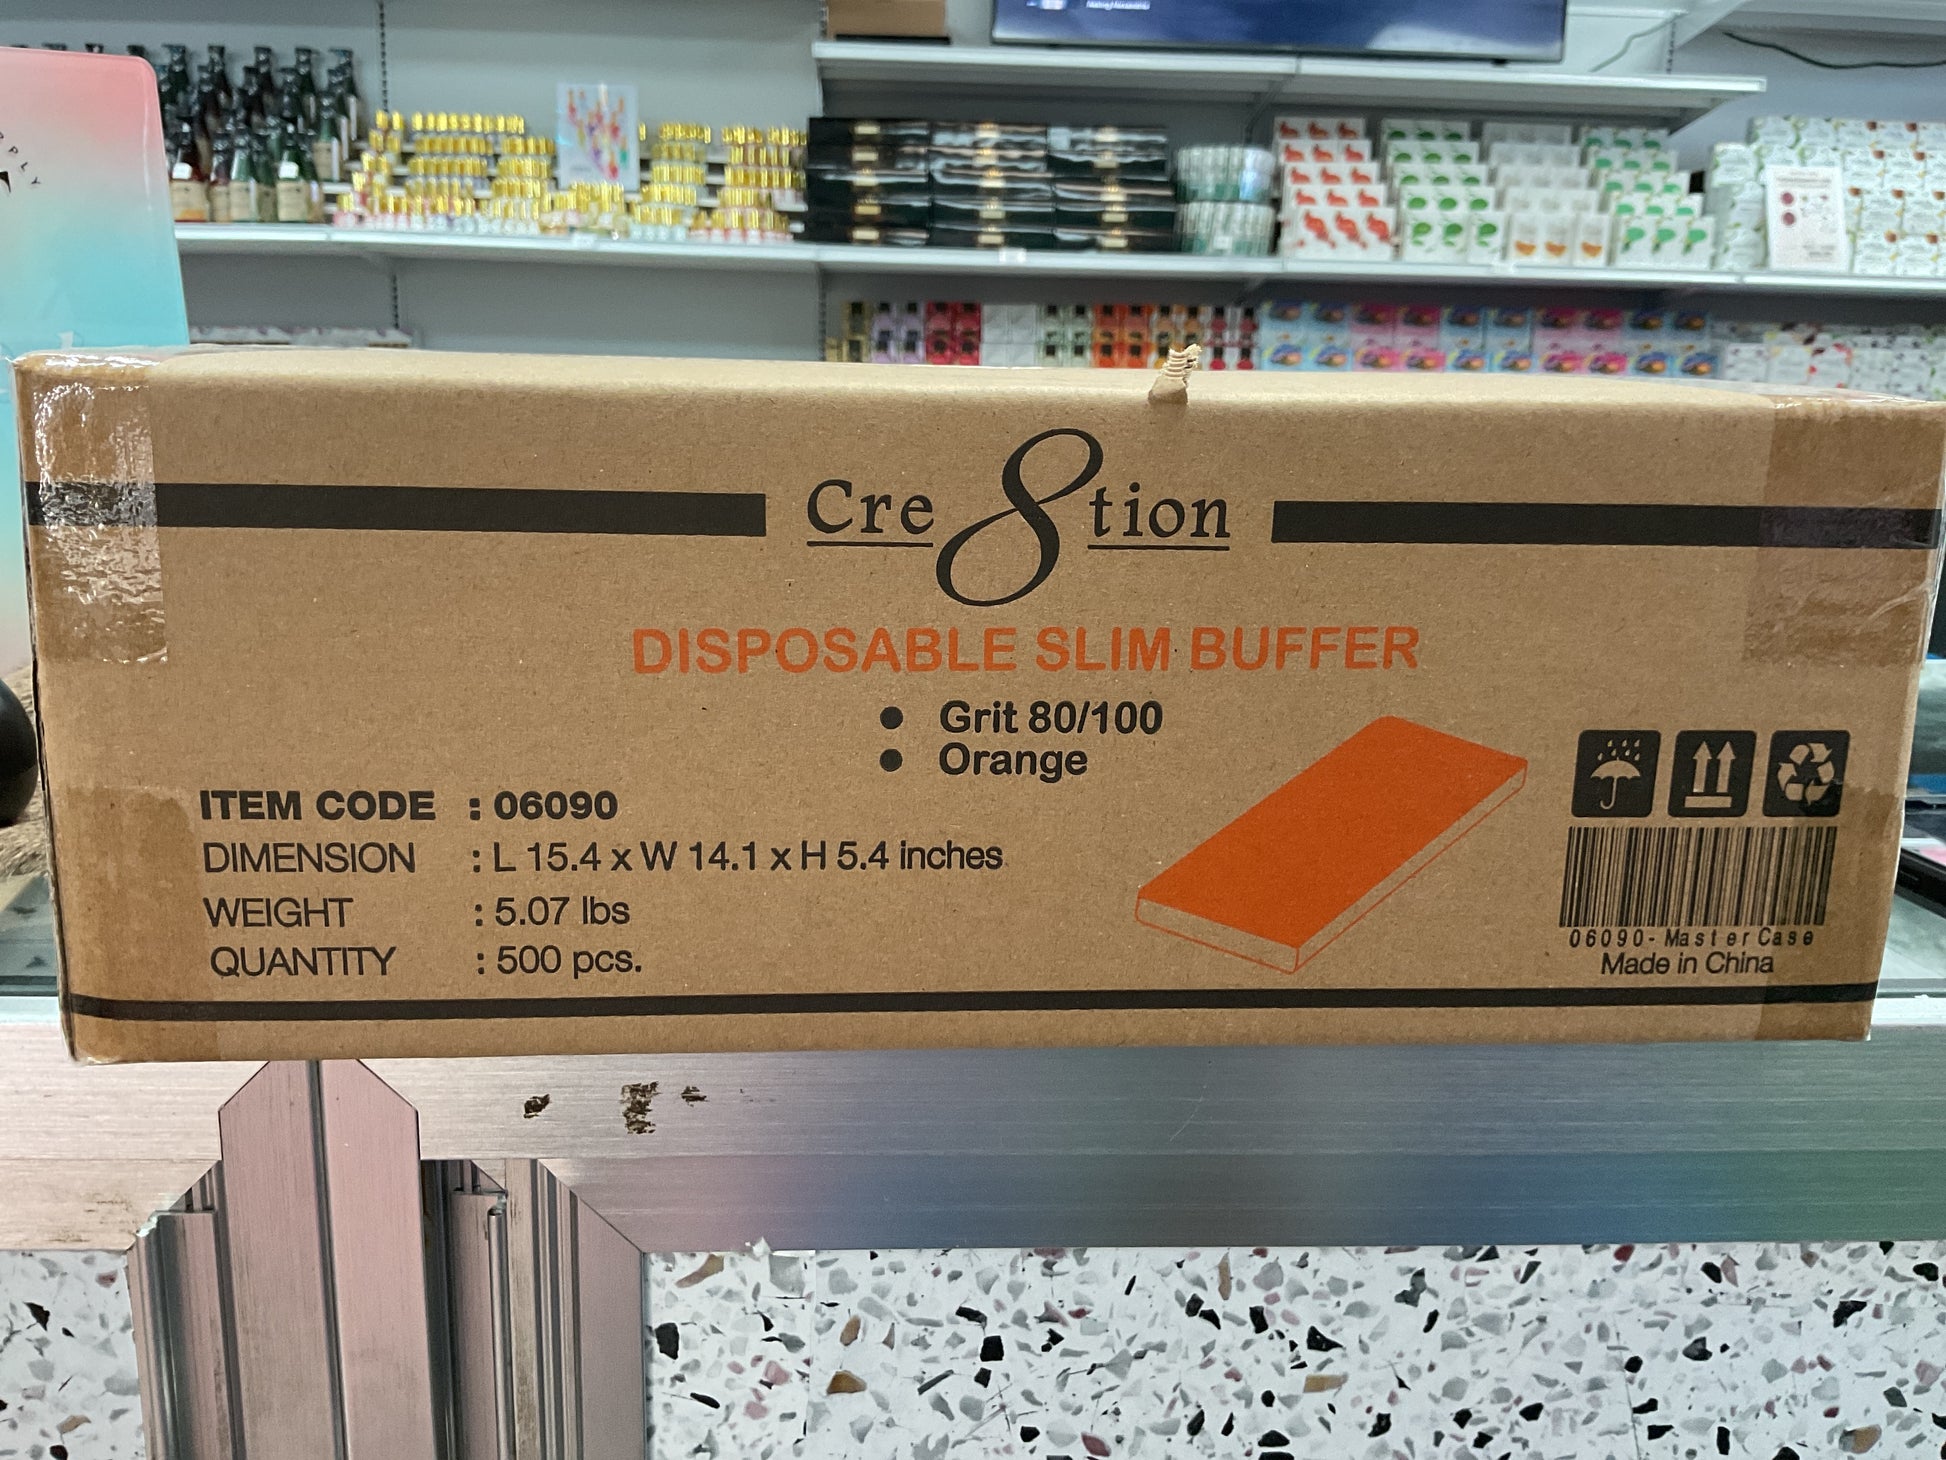 Cre8tion
DISPOSABLE SLIM BUFFER
● Grit 80/100
● Orange
ITEM CODE : 06090
DIMENSION : L 15.4 x W 14.1 x H 5.4 inches
WEIGHT : 5.07 lbs
QUANTITY : 500 pcs.
06090-MasterCase
Made in China